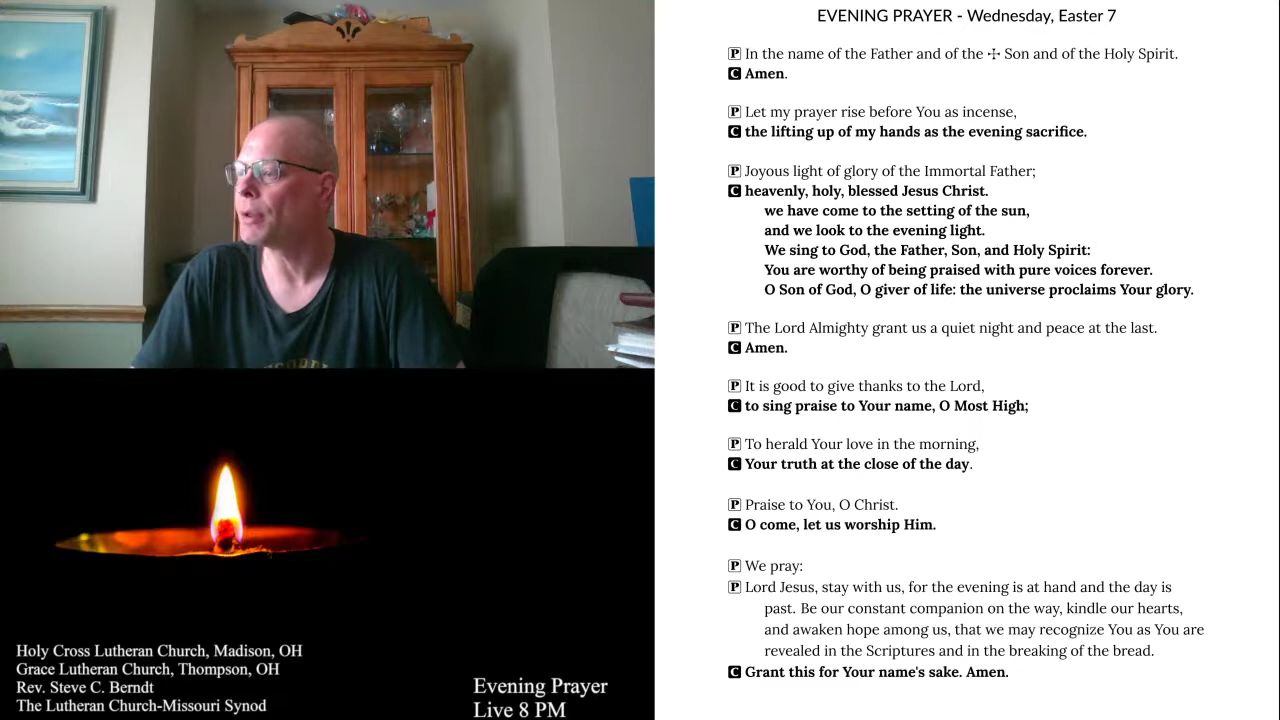 EVENING PRAYER - Wednesday, Easter 7
P In the name of the Father and of the ☩ Son and of the Holy Spirit.
C Amen.
P Let my prayer rise before You as incense,
C the lifting up of my hands as the evening sacrifice.
P Joyous light of glory of the Immortal Father;
C heavenly, holy, blessed Jesus Christ.
we have come to the setting of the sun,
and we look to the evening light.
We sing to God, the Father, Son, and Holy Spirit:
You are worthy of being praised with pure voices forever.
O Son of God, O giver of life: the universe proclaims Your glory.
P The Lord Almighty grant us a quiet night and peace at the last.
C Amen.
P It is good to give thanks to the Lord,
C to sing praise to Your name, O Most High;
P To herald Your love in the morning,
C Your truth at the close of the day.
P Praise to You, O Christ.
C O come, let us worship Him.
P We pray:
P Lord Jesus, stay with us, for the evening is at hand and the day is
past. Be our constant companion on the way, kindle our hearts,
and awaken hope among us, that we may recognize You as You are
revealed in the Scriptures and in the breaking of the bread.
C Grant this for Your name's sake. Amen.
Holy Cross Lutheran Church, Madison, OH
Grace Lutheran Church, Thompson, OH
Rev. Steve C. Berndt
The Lutheran Church-Missouri Synod
Evening Prayer
Live 8 PM